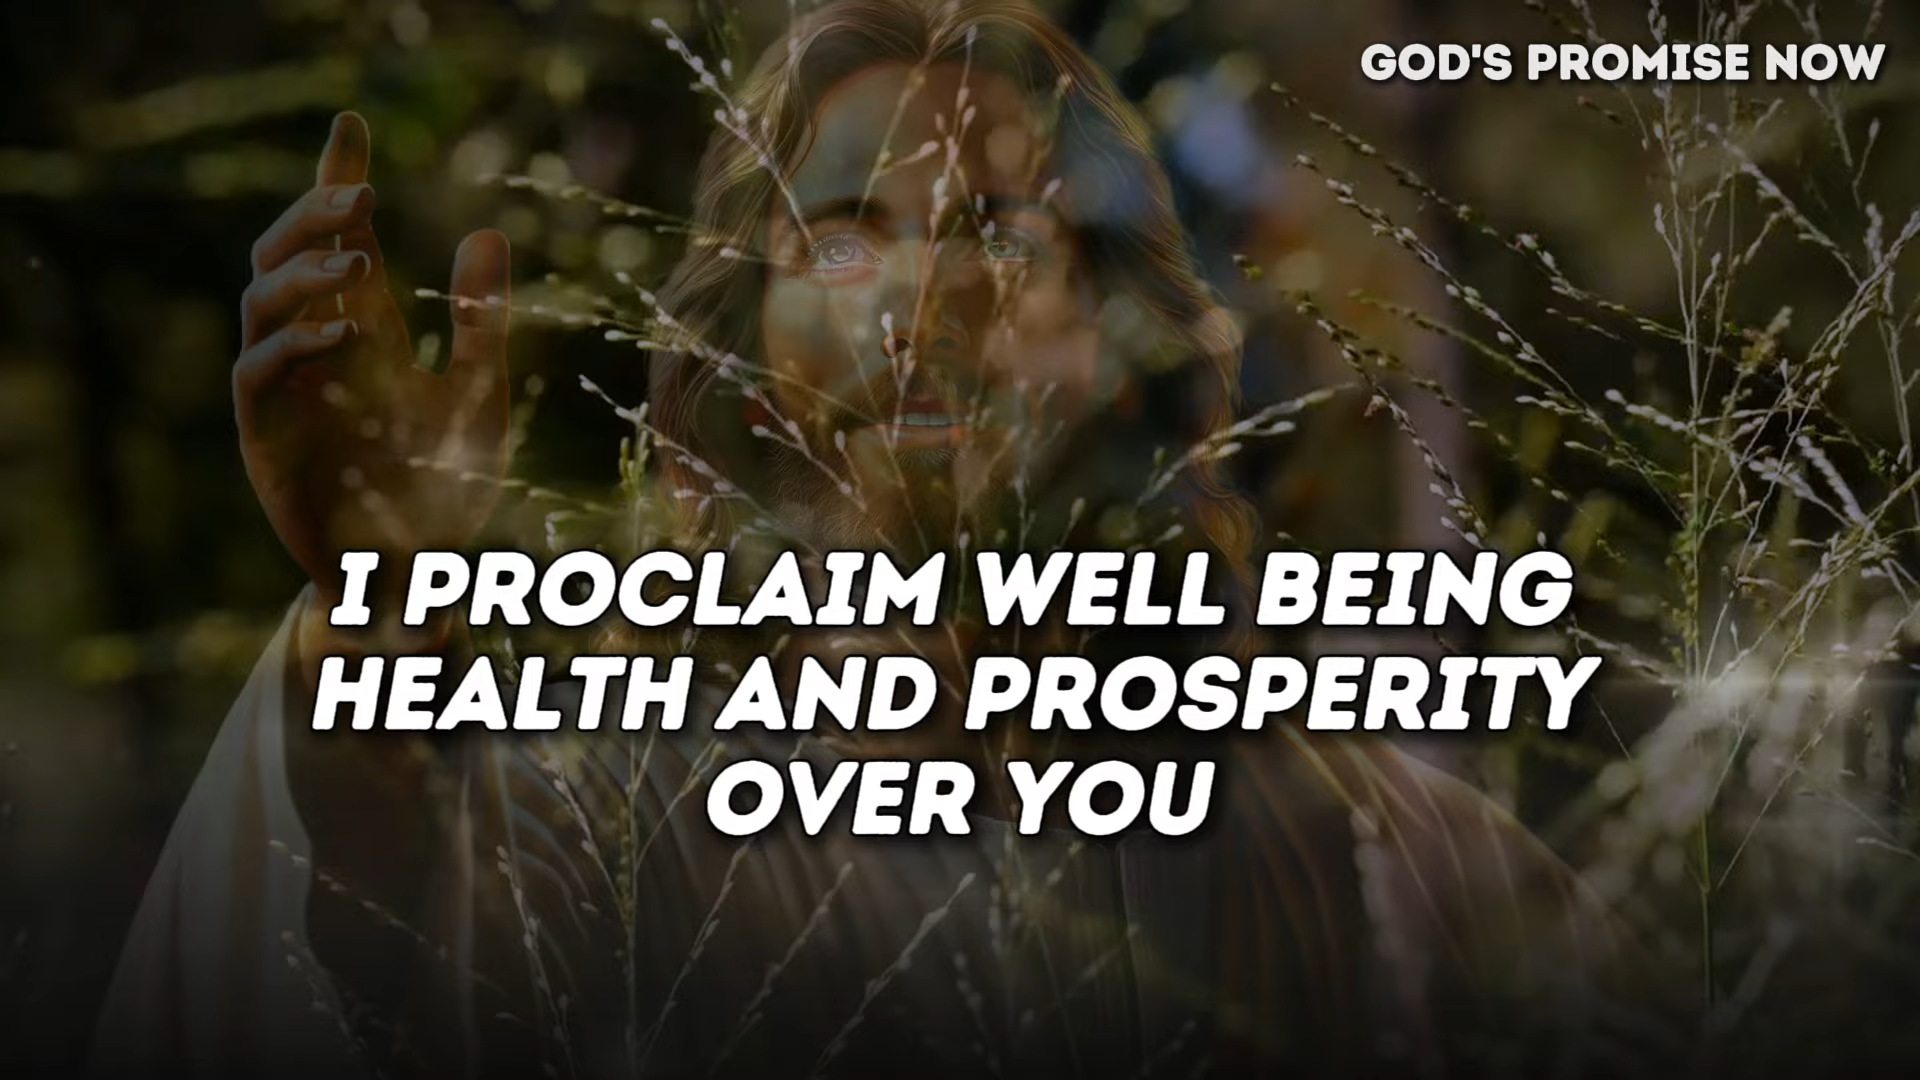 GOD'S PROMISE NOW
I PROCLAIM WELL BEING
HEALTH AND PROSPERITY
OVER YOU